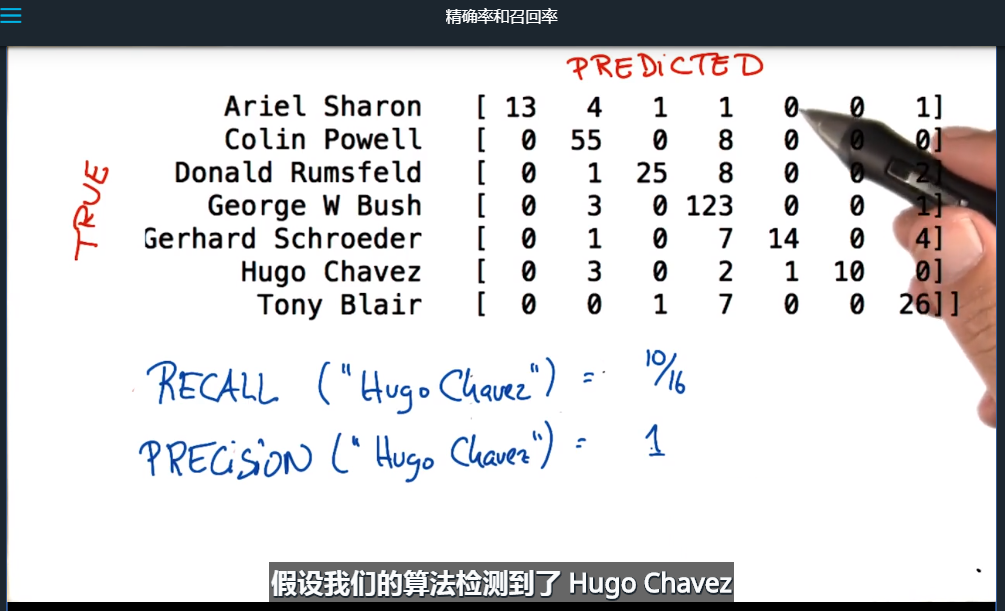 精确率和召回率
PREDICTED
TRUE
Ariel Sharon [ 13 4 1 1 0 0 1]
Colin Powell [ 0 55 0 8 0 0 0]
Donald Rumsfeld [ 0 1 25 8 0 0 2]
George W Bush [ 0 3 0 123 0 0 1]
Gerhard Schroeder [ 0 1 0 7 14 0 4]
Hugo Chavez [ 0 3 0 2 1 10 0]
Tony Blair [ 0 0 1 7 0 0 26]]
RECALL ("Hugo Chavez") = 10/16
PRECISION ("Hugo Chavez") = 1
假设我们的算法检测到了 Hugo Chavez